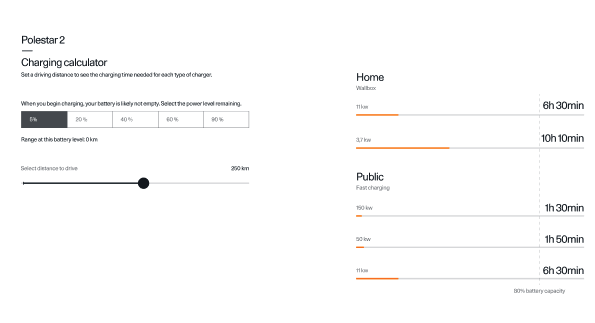 Polestar 2
Charging calculator
Set a driving distance to see the charging time needed for each type of charger.
When you begin charging, your battery is likely not empty. Select the power level remaining.
5%
20 %
40 %
60 %
90 %
Range at this battery level: 0 km
Select distance to drive
250 km
Home
Wallbox
11 kw
6h 30min
3,7 kw
10h 10min
Public
Fast charging
150 kw
1h 30min
50 kw
1h 50min
11 kw
6h 30min
80% battery capacity